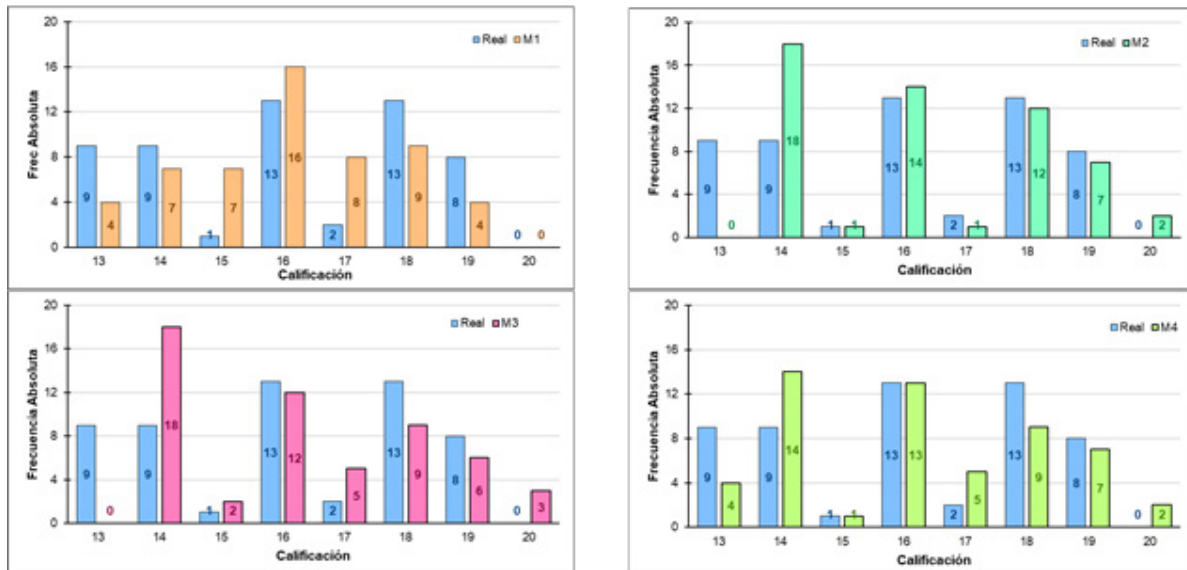 20
16
12
8
4
0
Frec Absoluta
Real M1
9 4 9 7 1 7 13 16 2 8 13 9 8 4 0 0
13 14 15 16 17 18 19 20
Calificación
20
16
12
8
4
0
Frecuencia Absoluta
Real M2
9 0 9 18 1 1 13 14 2 1 13 12 8 7 0 2
13 14 15 16 17 18 19 20
Calificación
20
16
12
8
4
0
Frecuencia Absoluta
Real M3
9 0 9 18 1 2 13 12 2 5 13 9 8 6 0 3
13 14 15 16 17 18 19 20
Calificación
20
16
12
8
4
0
Frecuencia Absoluta
Real M4
9 4 9 14 1 1 13 13 2 5 13 9 8 7 0 2
13 14 15 16 17 18 19 20
Calificación